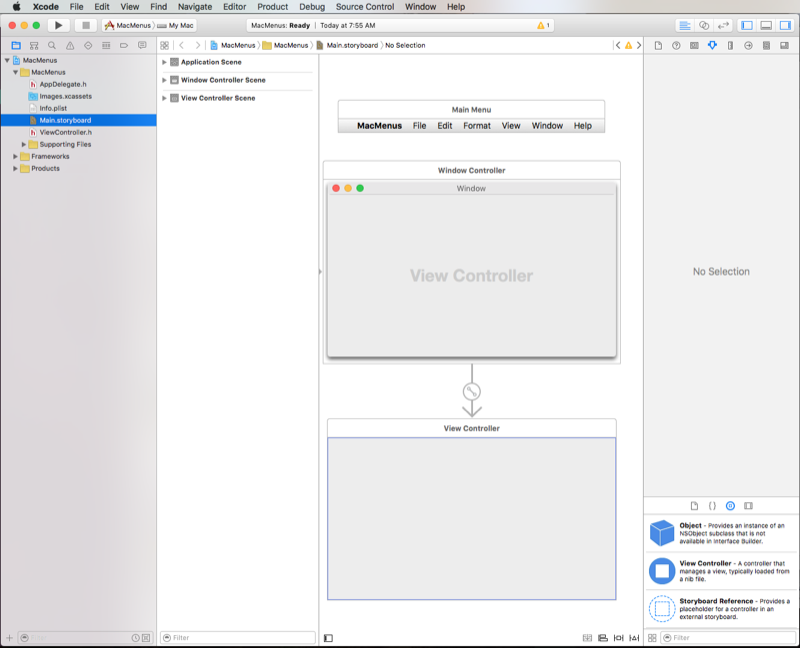 Xcode File Edit View Find Navigate Editor Product Debug Source Control Window Help
MacMenus My Mac
MacMenus: Ready | Today at 7:55 AM
1
MacMenus MacMenus Main.storyboard No Selection
MacMenus
MacMenus
h AppDelegate.h
Images.xcassets
Info.plist
Main.storyboard
h ViewController.h
Supporting Files
Frameworks
Products
Filter
Application Scene
Window Controller Scene
View Controller Scene
Filter
Main Menu
MacMenus File Edit Format View Window Help
Window Controller
Window
View Controller
View Controller
No Selection
{ }
Object - Provides an instance of an
NSObject subclass that is not
available in Interface Builder.
View Controller - A controller that
manages a view, typically loaded from
a nib file.
Storyboard Reference - Provides a
placeholder for a controller in an
external storyboard.
Filter